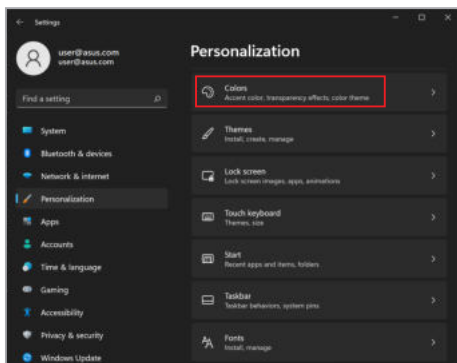 Settings
user@asus.com
user@asus.com
Find a setting
System
Bluetooth & devices
Network & internet
Personalization
Apps
Accounts
Time & language
Gaming
Accessibility
Privacy & security
Windows Update
Personalization
Colors
Accent color, transparency effects, color theme
Themes
Install, create, manage
Lock screen
Lock screen images, apps, animations
Touch keyboard
Themes, size
Start
Recent apps and items, folders
Taskbar
Taskbar behaviors, system pins
Fonts
Install, manage